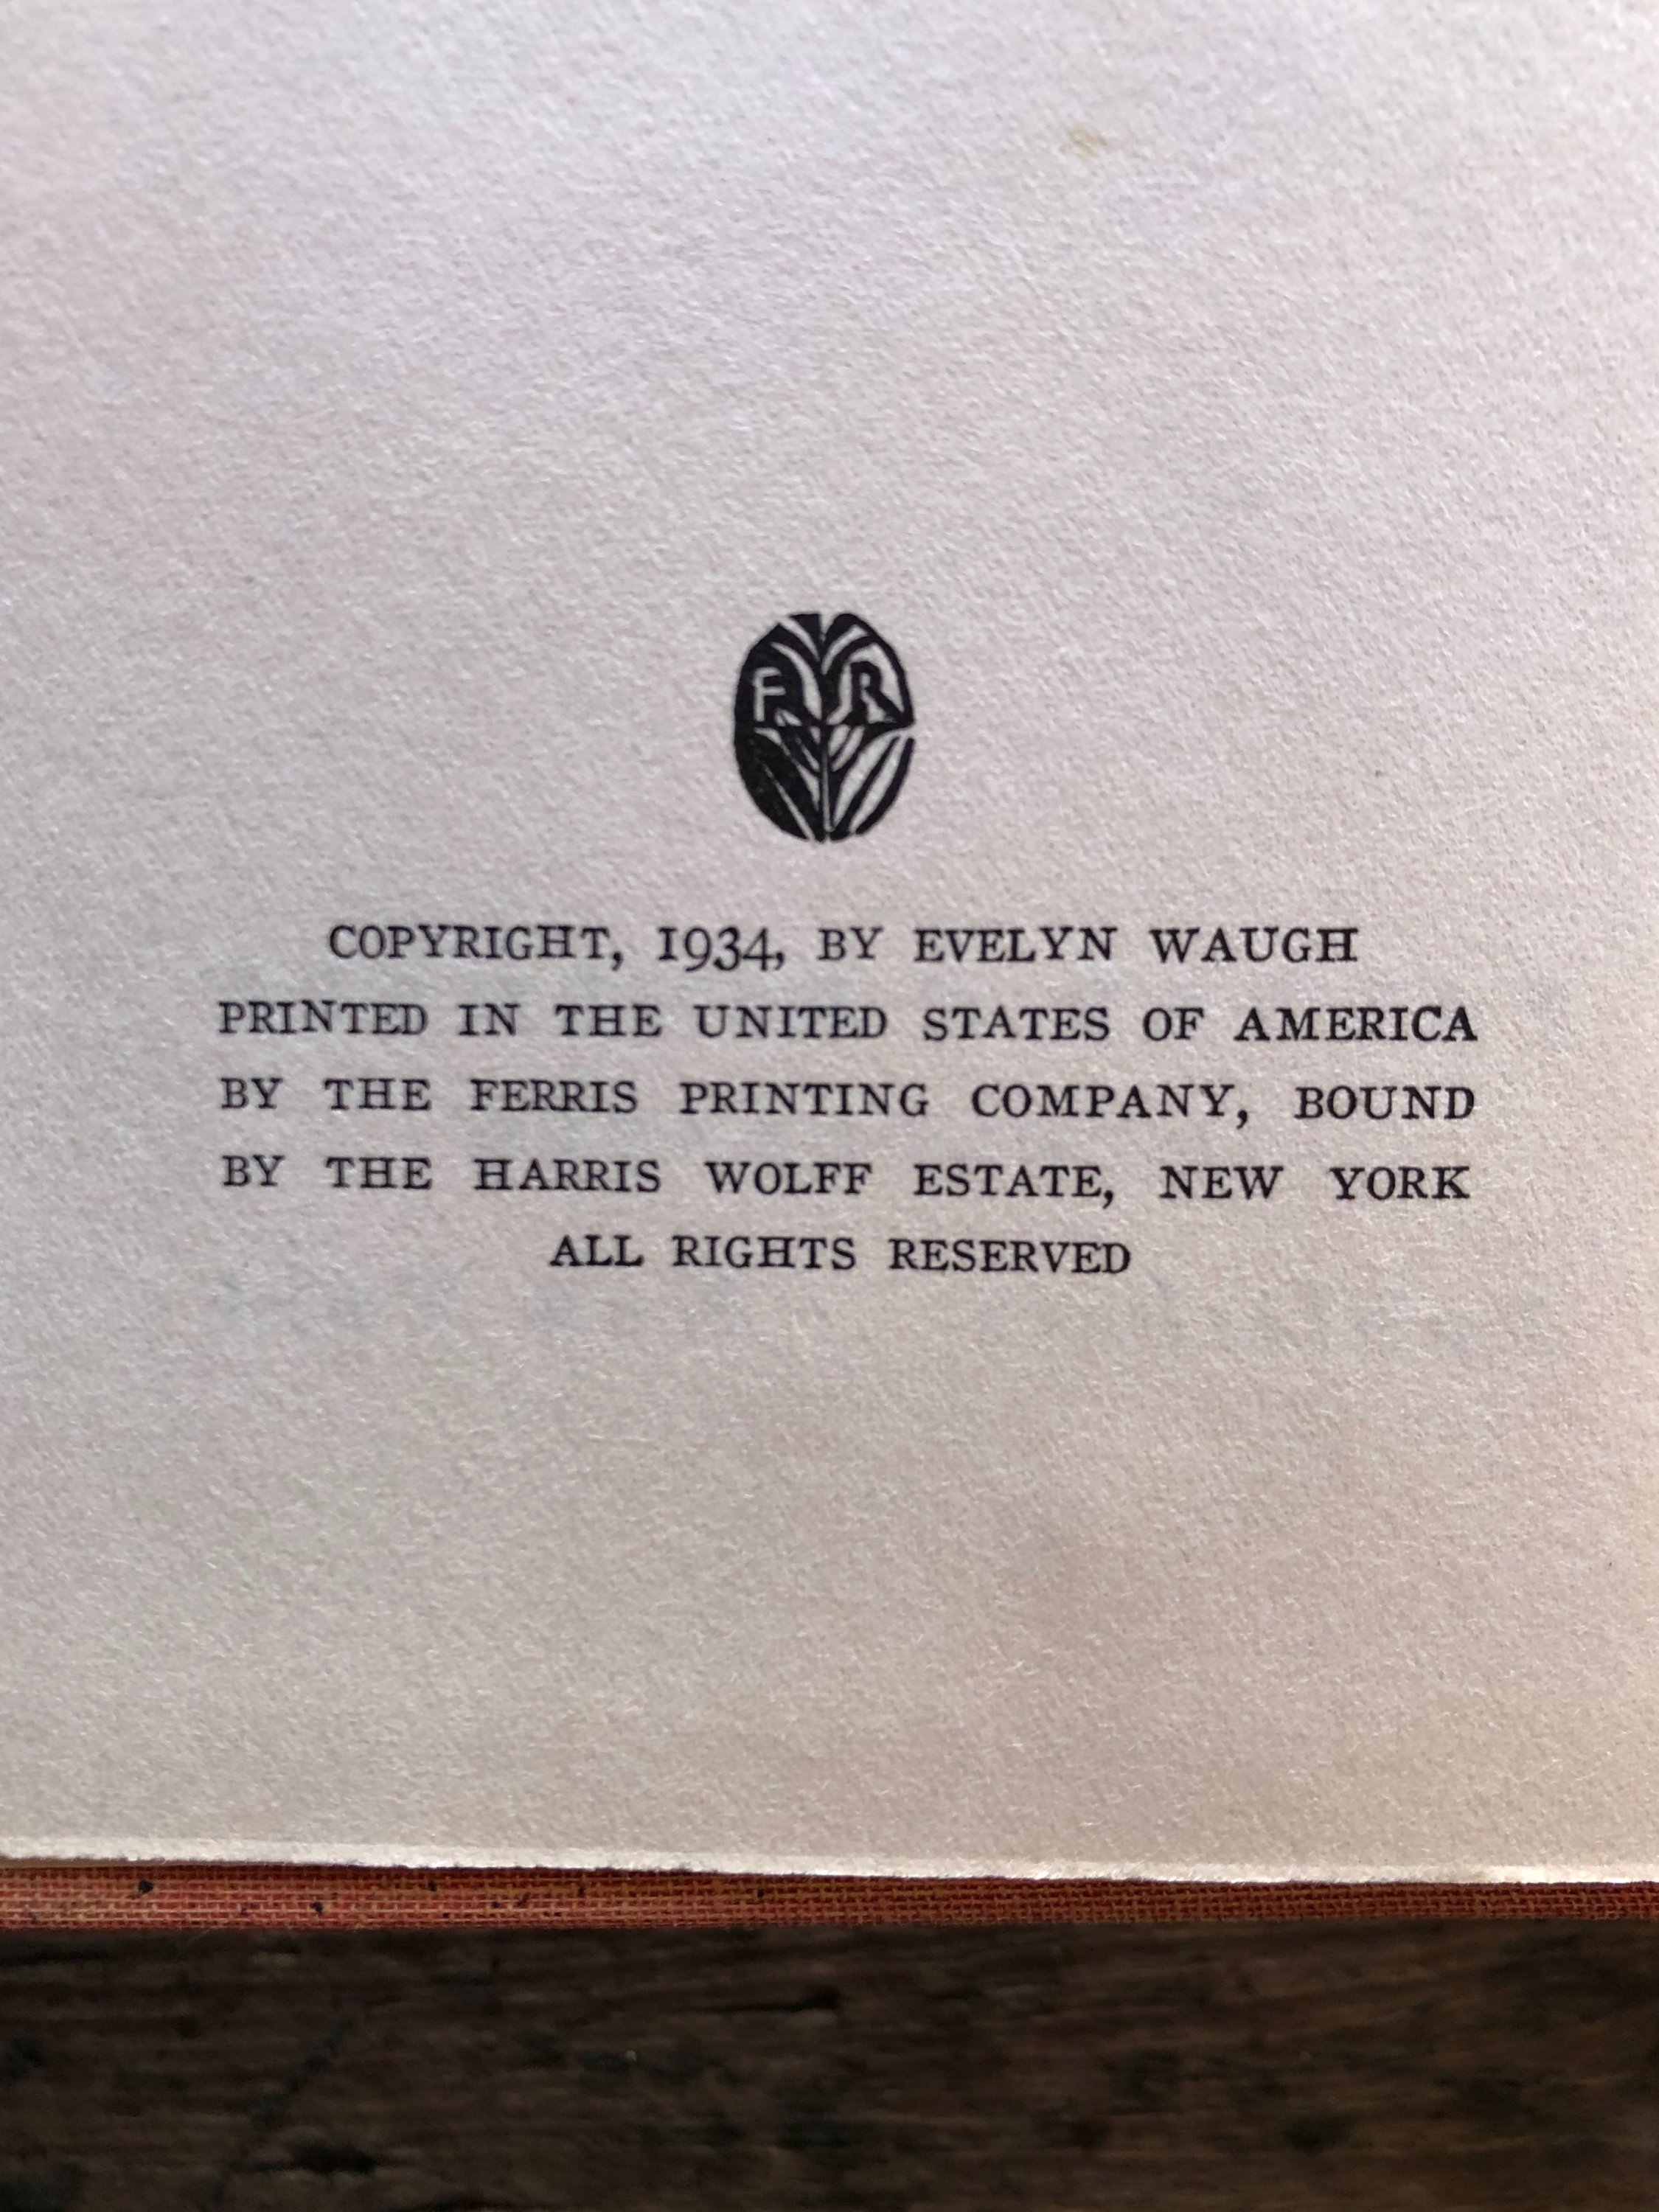 F R
COPYRIGHT, 1934, BY EVELYN WAUGH
PRINTED IN THE UNITED STATES OF AMERICA
BY THE FERRIS PRINTING COMPANY, BOUND
BY THE HARRIS WOLFF ESTATE, NEW YORK
ALL RIGHTS RESERVED